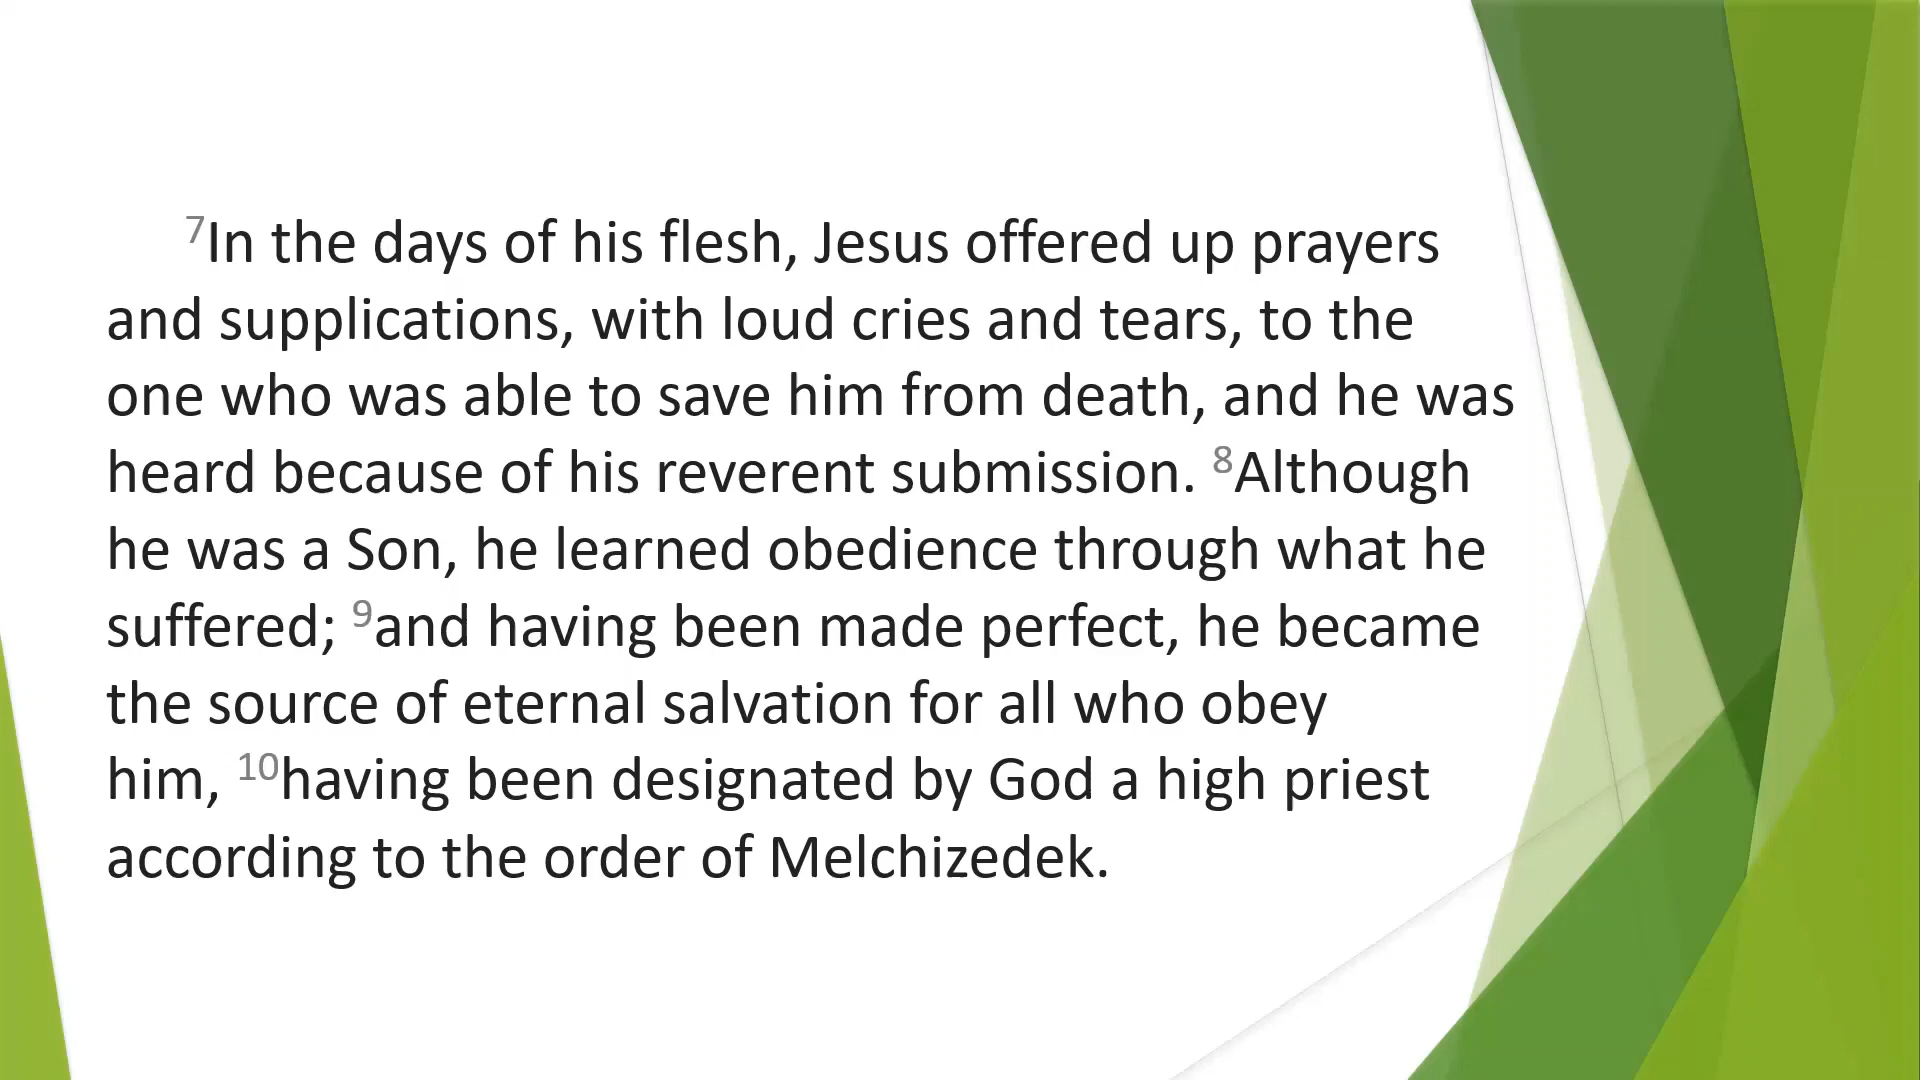 7In the days of his flesh, Jesus offered up prayers
and supplications, with loud cries and tears, to the
one who was able to save him from death, and he was
heard because of his reverent submission. 8Although
he was a Son, he learned obedience through what he
suffered; 9and having been made perfect, he became
the source of eternal salvation for all who obey
him, 10having been designated by God a high priest
according to the order of Melchizedek.